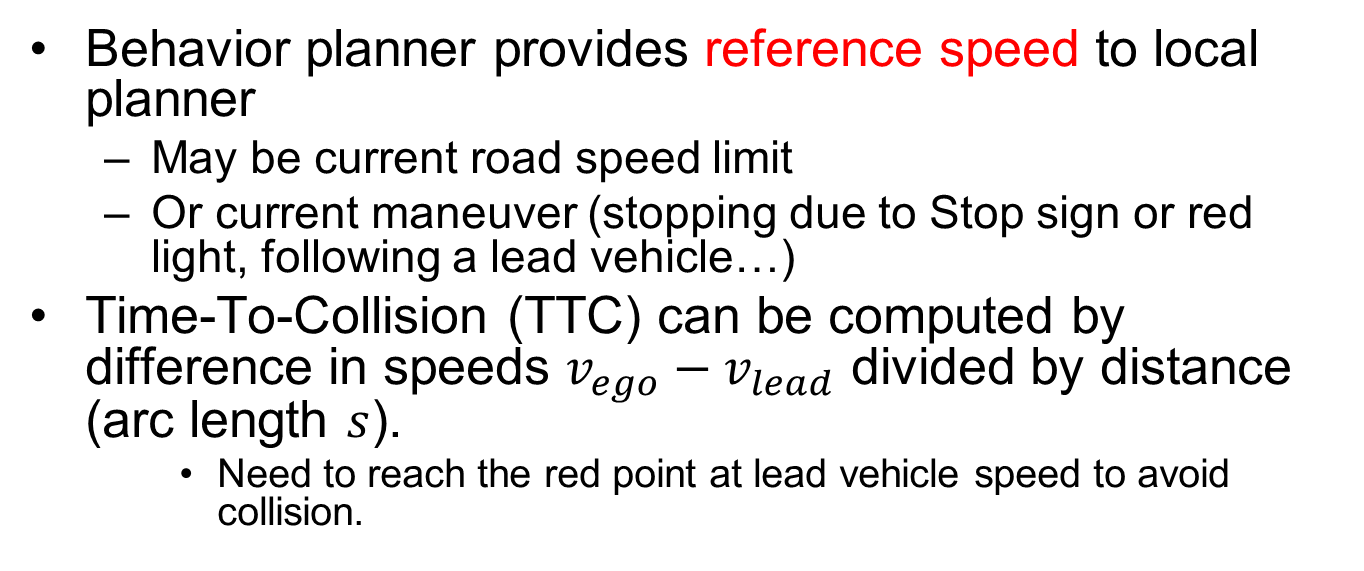 • Behavior planner provides reference speed to local
planner
– May be current road speed limit
– Or current maneuver (stopping due to Stop sign or red
light, following a lead vehicle…)
• Time-To-Collision (TTC) can be computed by
difference in speeds 𝑣𝑒𝑔𝑜 − 𝑣𝑙𝑒𝑎𝑑 divided by distance
(arc length 𝑠).
• Need to reach the red point at lead vehicle speed to avoid
collision.